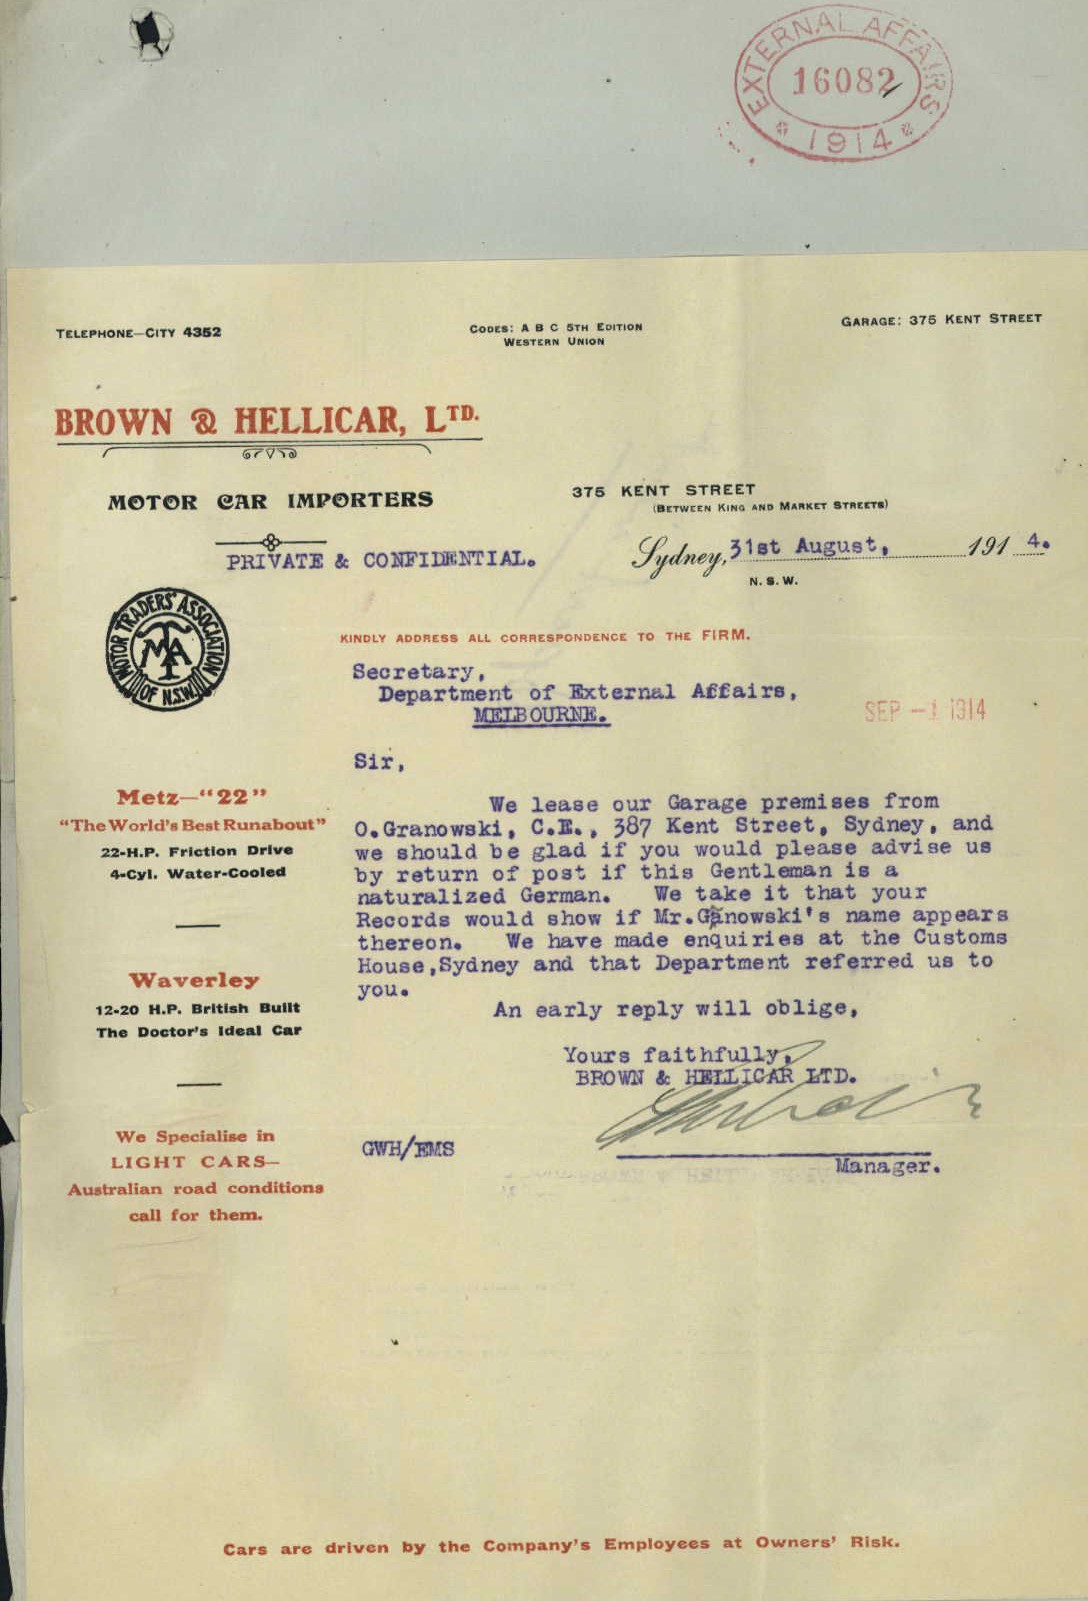 EXTERNAL AFFAIRS
16082
1914
TELEPHONE—CITY 4352
CODES: A B C 5TH EDITION
WESTERN UNION
GARAGE: 375 KENT STREET
BROWN & HELLICAR, LTD.
MOTOR CAR IMPORTERS
375 KENT STREET
(BETWEEN KING AND MARKET STREETS)
PRIVATE & CONFIDENTIAL.
Sydney, 31st August, 1914.
N. S. W.
MOTOR TRADERS' ASSOCIATION
MTA
OF N.S.W.
KINDLY ADDRESS ALL CORRESPONDENCE TO THE FIRM.
Secretary,
Department of External Affairs,
MELBOURNE.
SEP -1 1914
Sir,
We lease our Garage premises from
O.Granowski, C.E., 387 Kent Street, Sydney, and
we should be glad if you would please advise us
by return of post if this Gentleman is a
naturalized German. We take it that your
Records would show if Mr.Granowski's name appears
thereon. We have made enquiries at the Customs
House,Sydney and that Department referred us to
you.
An early reply will oblige,
Yours faithfully,
BROWN & HELLICAR LTD.
GWH/EMS
Manager.
Metz—"22"
"The World's Best Runabout"
22-H.P. Friction Drive
4-Cyl. Water-Cooled
Waverley
12-20 H.P. British Built
The Doctor's Ideal Car
We Specialise in
LIGHT CARS—
Australian road conditions
call for them.
Cars are driven by the Company's Employees at Owners' Risk.